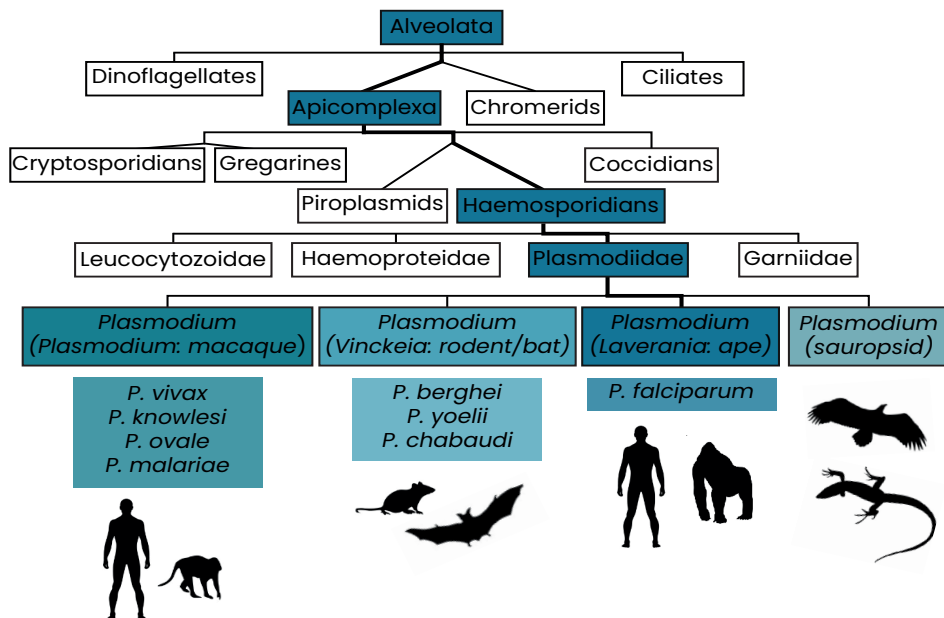 Alveolata
Dinoflagellates
Ciliates
Apicomplexa
Chromerids
Cryptosporidians
Gregarines
Coccidians
Piroplasmids
Haemosporidians
Leucocytozoidae
Haemoproteidae
Plasmodiidae
Garniidae
Plasmodium
(Plasmodium: macaque)
Plasmodium
(Vinckeia: rodent/bat)
Plasmodium
(Laverania: ape)
Plasmodium
(sauropsid)
P. vivax
P. knowlesi
P. ovale
P. malariae
P. berghei
P. yoelii
P. chabaudi
P. falciparum